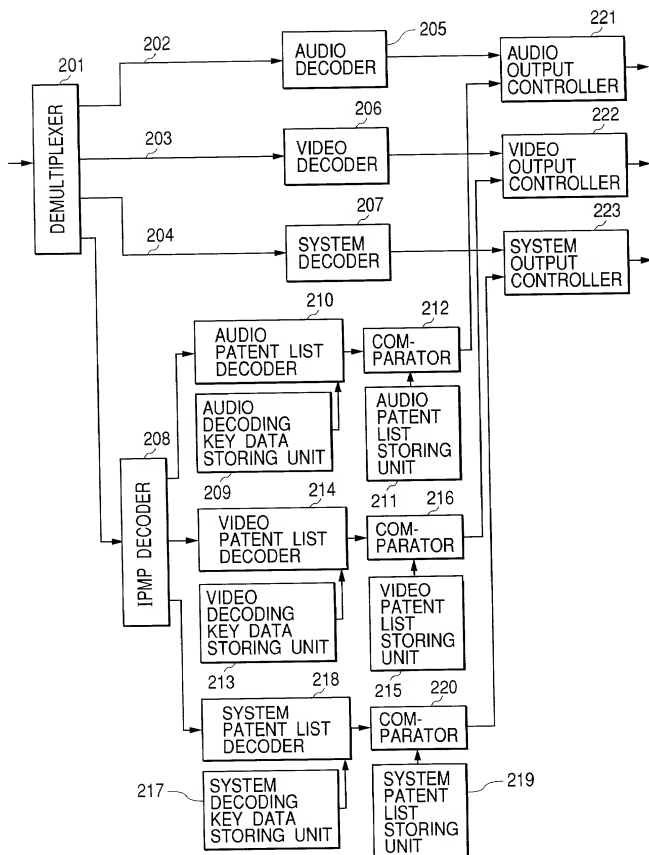 201
DEMULTIPLEXER
202
203
204
AUDIO
DECODER
205
206
VIDEO
DECODER
207
SYSTEM
DECODER
221
AUDIO
OUTPUT
CONTROLLER
222
VIDEO
OUTPUT
CONTROLLER
223
SYSTEM
OUTPUT
CONTROLLER
208
IPMP DECODER
210
AUDIO
PATENT LIST
DECODER
AUDIO
DECODING
KEY DATA
STORING UNIT
209
212
COM-
PARATOR
AUDIO
PATENT
LIST
STORING
UNIT
211
214
VIDEO
PATENT LIST
DECODER
VIDEO
DECODING
KEY DATA
STORING UNIT
213
216
COM-
PARATOR
VIDEO
PATENT
LIST
STORING
UNIT
215
218
SYSTEM
PATENT LIST
DECODER
217
SYSTEM
DECODING
KEY DATA
STORING UNIT
220
COM-
PARATOR
SYSTEM
PATENT
LIST
STORING
UNIT
219